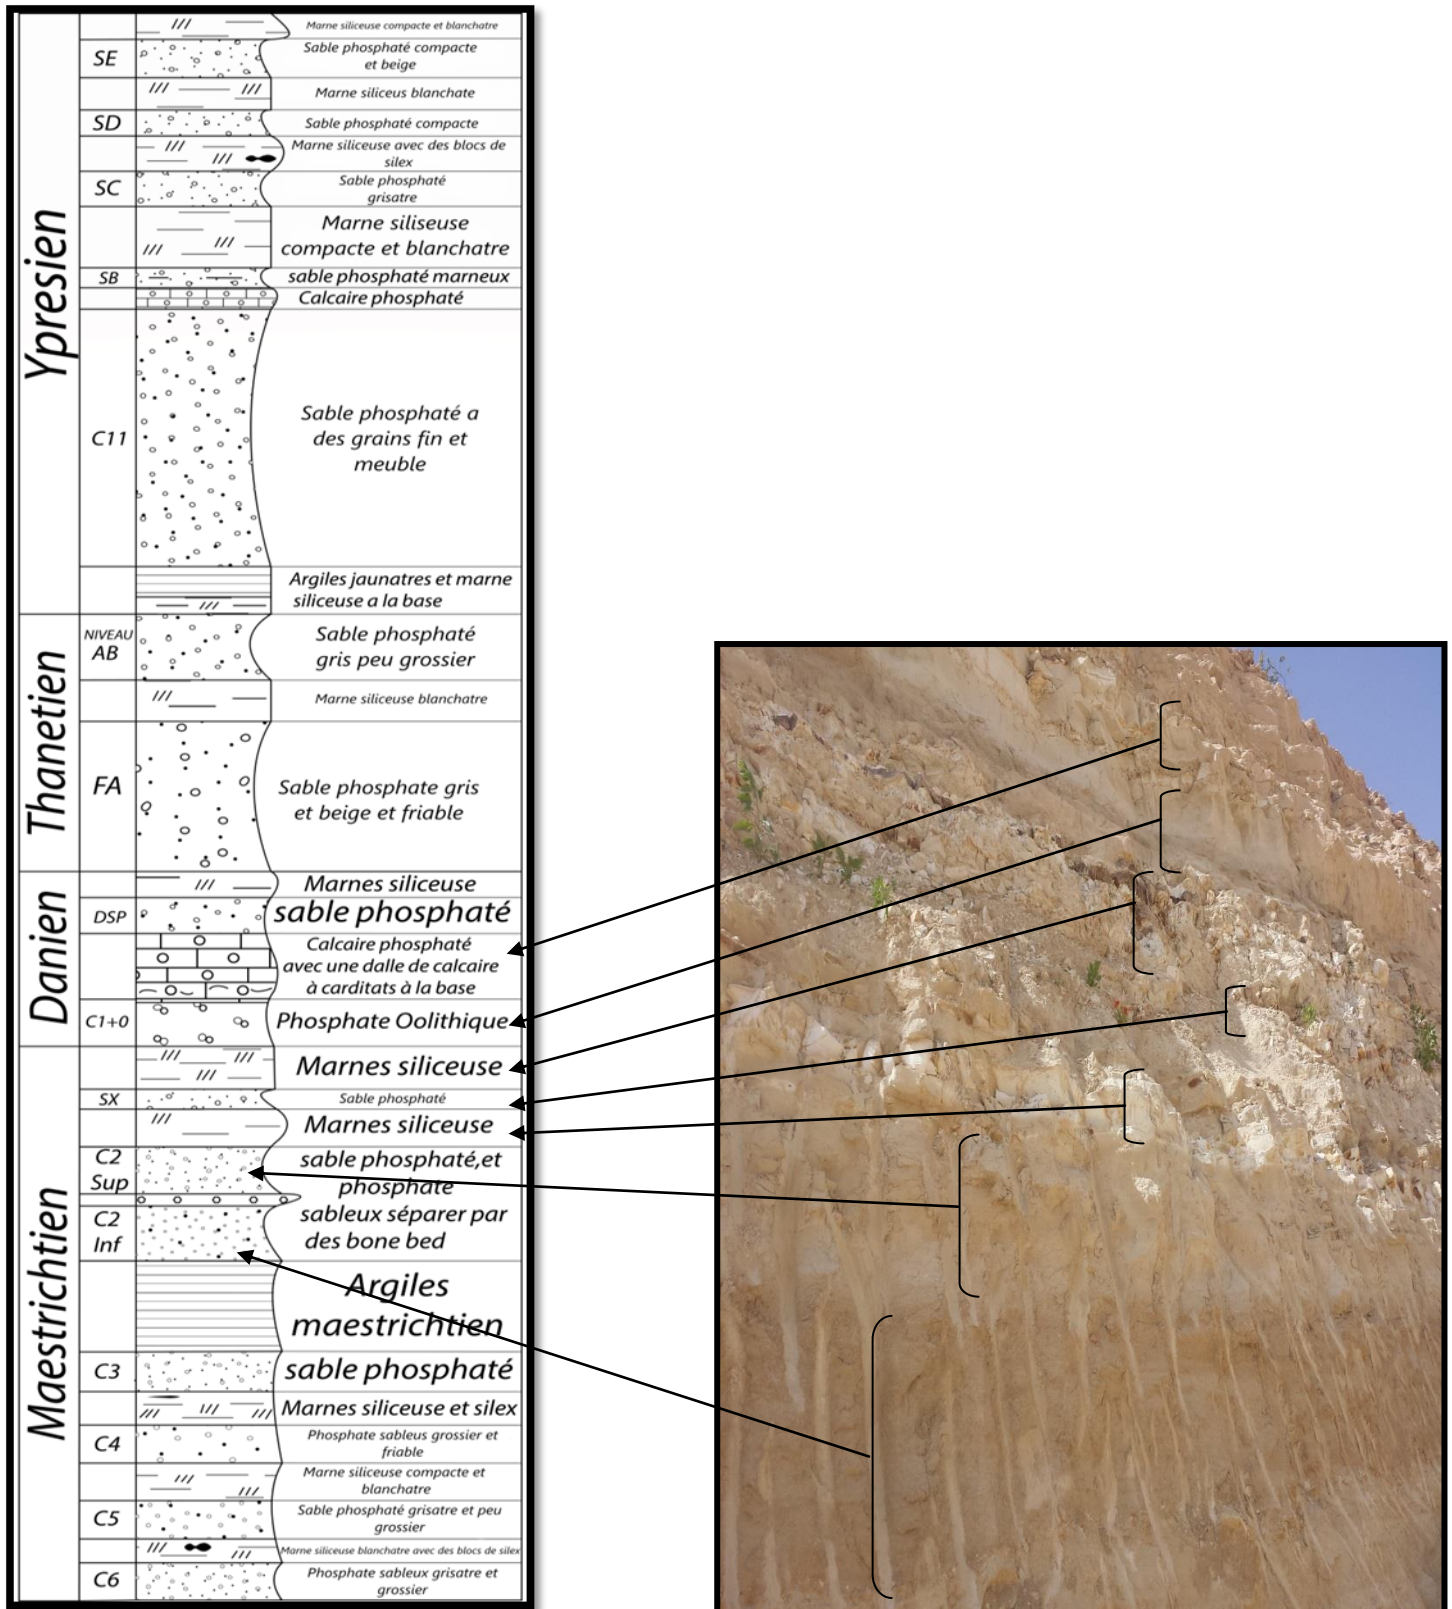 Ypresien
Marne siliceuse compacte et blanchatre
SE
Sable phosphaté compacte
et beige
Marne siliceus blanchate
SD
Sable phosphaté compacte
Marne siliceuse avec des blocs de
silex
SC
Sable phosphaté
grisatre
Marne siliseuse
compacte et blanchatre
SB
sable phosphaté marneux
Calcaire phosphaté
C11
Sable phosphaté a
des grains fin et
meuble
Argiles jaunatres et marne
siliceuse a la base
Thanetien
NIVEAU
AB
Sable phosphaté
gris peu grossier
Marne siliceuse blanchatre
FA
Sable phosphate gris
et beige et friable
Danien
Marnes siliceuse
DSP
sable phosphaté
Calcaire phosphaté
avec une dalle de calcaire
à carditats à la base
C1+0
Phosphate Oolithique
Maestrichtien
Marnes siliceuse
SX
Sable phosphaté
Marnes siliceuse
C2
Sup
sable phosphaté,et
phosphate
C2
Inf
sableux séparer par
des bone bed
Argiles
maestrichtien
C3
sable phosphaté
Marnes siliceuse et silex
C4
Phosphate sableus grossier et
friable
Marne siliceuse compacte et
blanchatre
C5
Sable phosphaté grisatre et peu
grossier
Marne siliceuse blanchatre avec des blocs de silex
C6
Phosphate sableux grisatre et
grossier